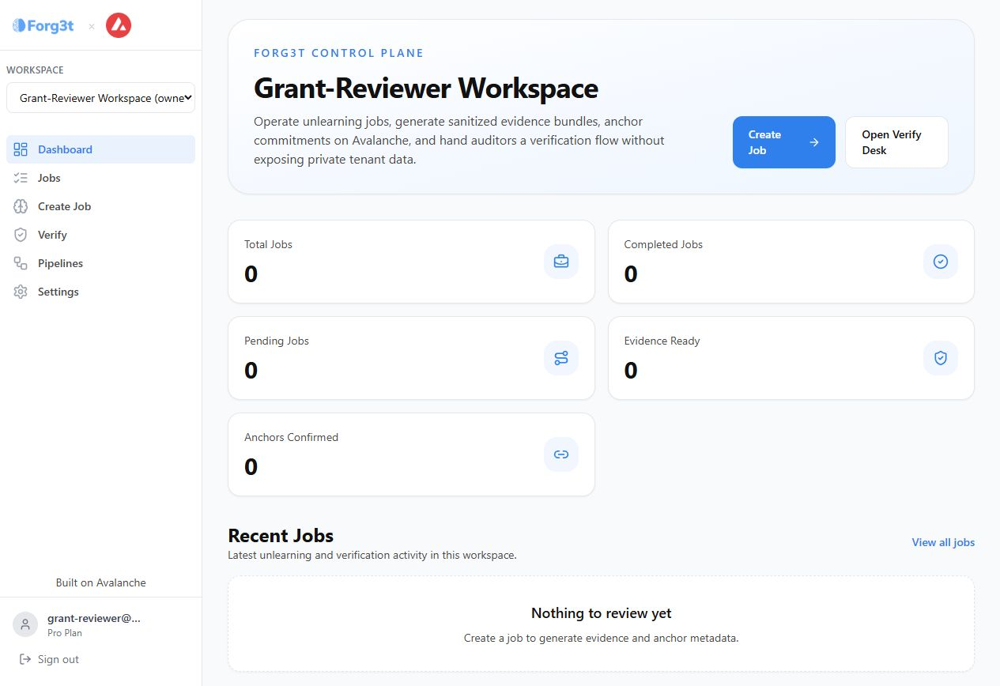 Forg3t ×
WORKSPACE
Grant-Reviewer Workspace (owne
Dashboard
Jobs
Create Job
Verify
Pipelines
Settings
Built on Avalanche
grant-reviewer@...
Pro Plan
Sign out
FORG3T CONTROL PLANE
Grant-Reviewer Workspace
Operate unlearning jobs, generate sanitized evidence bundles, anchor
commitments on Avalanche, and hand auditors a verification flow without
exposing private tenant data.
Create
Job
Open Verify
Desk
Total Jobs
0
Completed Jobs
0
Pending Jobs
0
Evidence Ready
0
Anchors Confirmed
0
Recent Jobs
Latest unlearning and verification activity in this workspace.
View all jobs
Nothing to review yet
Create a job to generate evidence and anchor metadata.